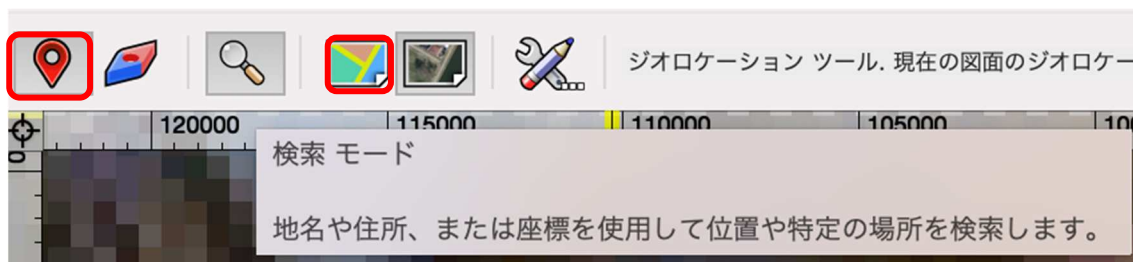 ジオロケーション ツール. 現在の図面のジオロケー
120000 115000 110000 105000 10
0
検索 モード
地名や住所、または座標を使用して位置や特定の場所を検索します。